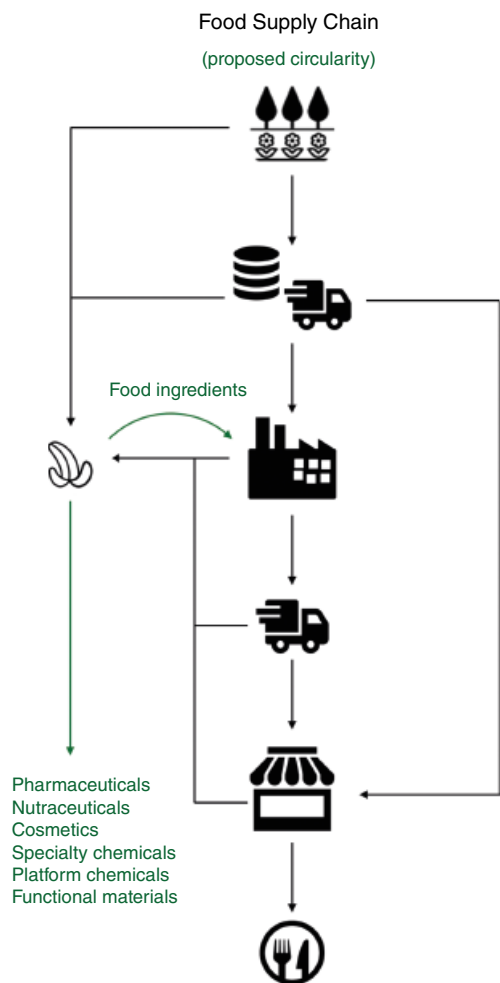 Food Supply Chain
(proposed circularity)
Food ingredients
Pharmaceuticals
Nutraceuticals
Cosmetics
Specialty chemicals
Platform chemicals
Functional materials